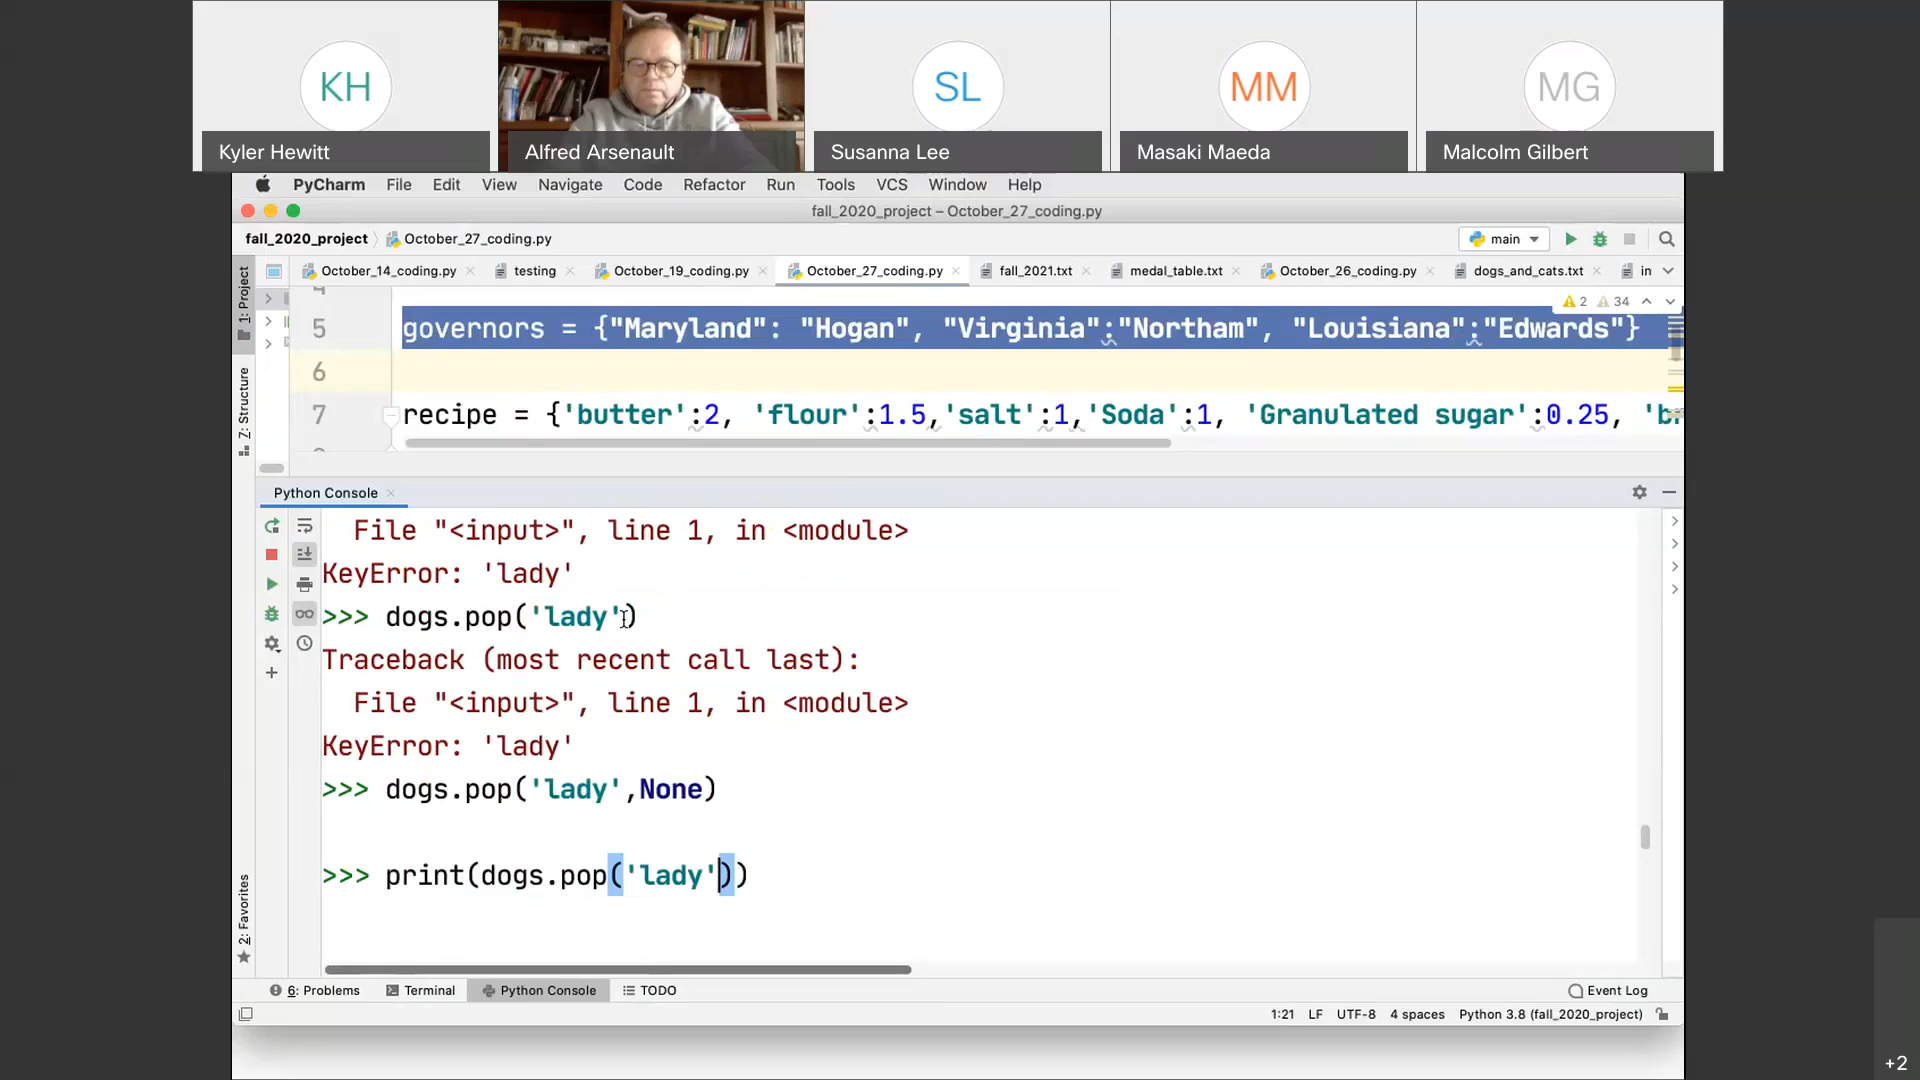 KH
SL
MM
MG
Kyler Hewitt
Alfred Arsenault
Susanna Lee
Masaki Maeda
Malcolm Gilbert
PyCharm File Edit View Navigate Code Refactor Run Tools VCS Window Help
fall_2020_project – October_27_coding.py
fall_2020_project October_27_coding.py
main
October_14_coding.py testing October_19_coding.py October_27_coding.py fall_2021.txt medal_table.txt October_26_coding.py dogs_and_cats.txt in
1: Project
2 34
5 governors = {"Maryland": "Hogan", "Virginia":"Northam", "Louisiana":"Edwards"}
6
7 recipe = {'butter':2, 'flour':1.5,'salt':1,'Soda':1, 'Granulated sugar':0.25, 'br
Z: Structure
Python Console
File "<input>", line 1, in <module>
KeyError: 'lady'
>>> dogs.pop('lady')
Traceback (most recent call last):
File "<input>", line 1, in <module>
KeyError: 'lady'
>>> dogs.pop('lady',None)
>>> print(dogs.pop('lady'))
2: Favorites
6: Problems Terminal Python Console TODO Event Log
1:21 LF UTF-8 4 spaces Python 3.8 (fall_2020_project)
+2